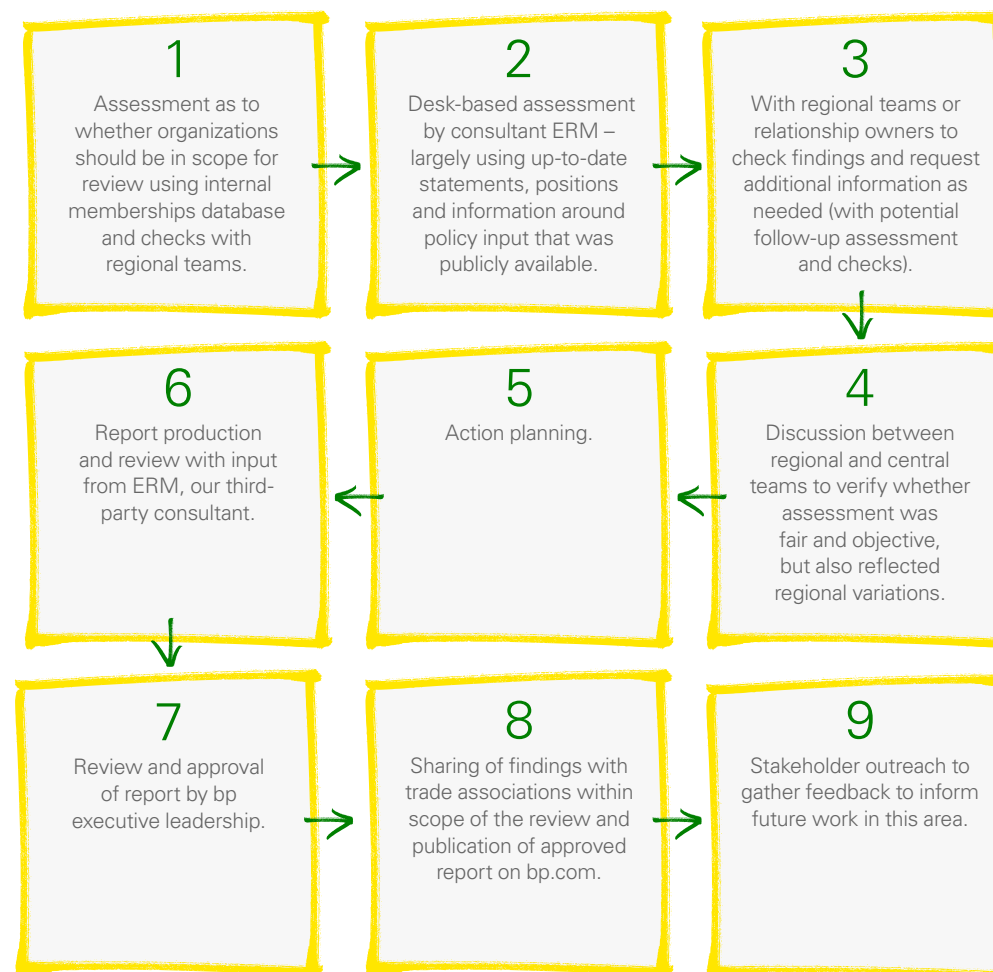 1
Assessment as to
whether organizations
should be in scope for
review using internal
memberships database
and checks with
regional teams.
2
Desk-based assessment
by consultant ERM –
largely using up-to-date
statements, positions
and information around
policy input that was
publicly available.
3
With regional teams or
relationship owners to
check findings and request
additional information as
needed (with potential
follow-up assessment
and checks).
4
Discussion between
regional and central
teams to verify whether
assessment was
fair and objective,
but also reflected
regional variations.
5
Action planning.
6
Report production
and review with input
from ERM, our third-
party consultant.
7
Review and approval
of report by bp
executive leadership.
8
Sharing of findings with
trade associations within
scope of the review and
publication of approved
report on bp.com.
9
Stakeholder outreach to
gather feedback to inform
future work in this area.